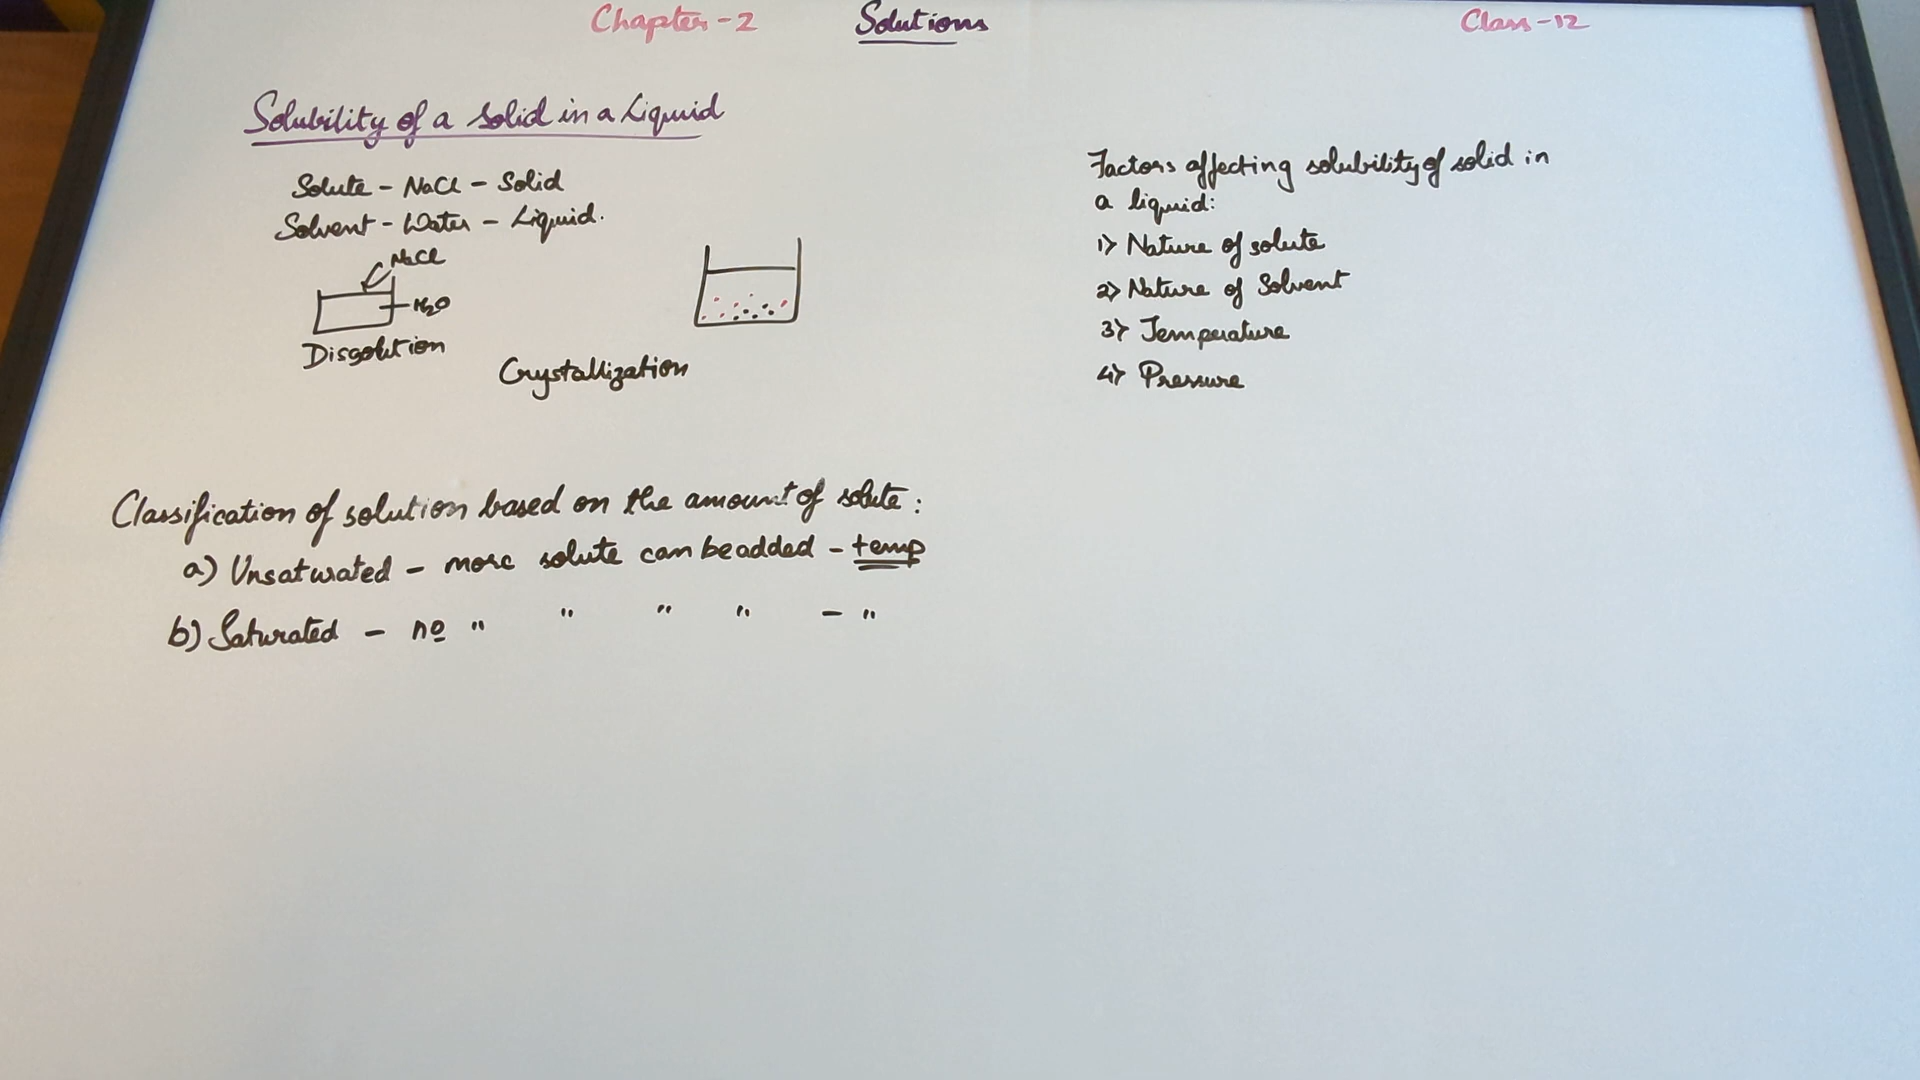 Chapter-2 Solutions Class-12
Solubility of a Solid in a Liquid
Solute - NaCl - Solid
Solvent - Water - Liquid.
NaCl
H2O
Dissolution
Crystallization
Factors affecting solubility of solid in
a liquid:
1) Nature of solute
2) Nature of Solvent
3) Temperature
4) Pressure
Classification of solution based on the amount of solute:
a) Unsaturated - more solute can be added - temp
b) Saturated - no " " " " - "